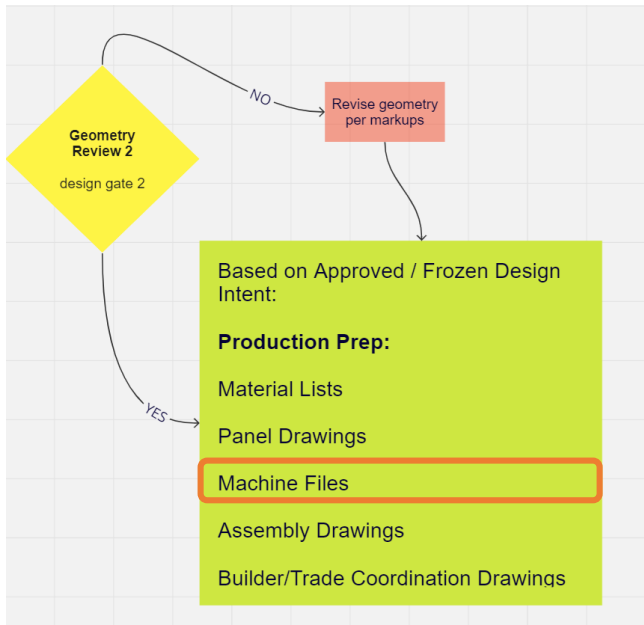 NO
Revise geometry
per markups
Geometry
Review 2
design gate 2
Based on Approved / Frozen Design
Intent:
Production Prep:
Material Lists
YES
Panel Drawings
Machine Files
Assembly Drawings
Builder/Trade Coordination Drawings